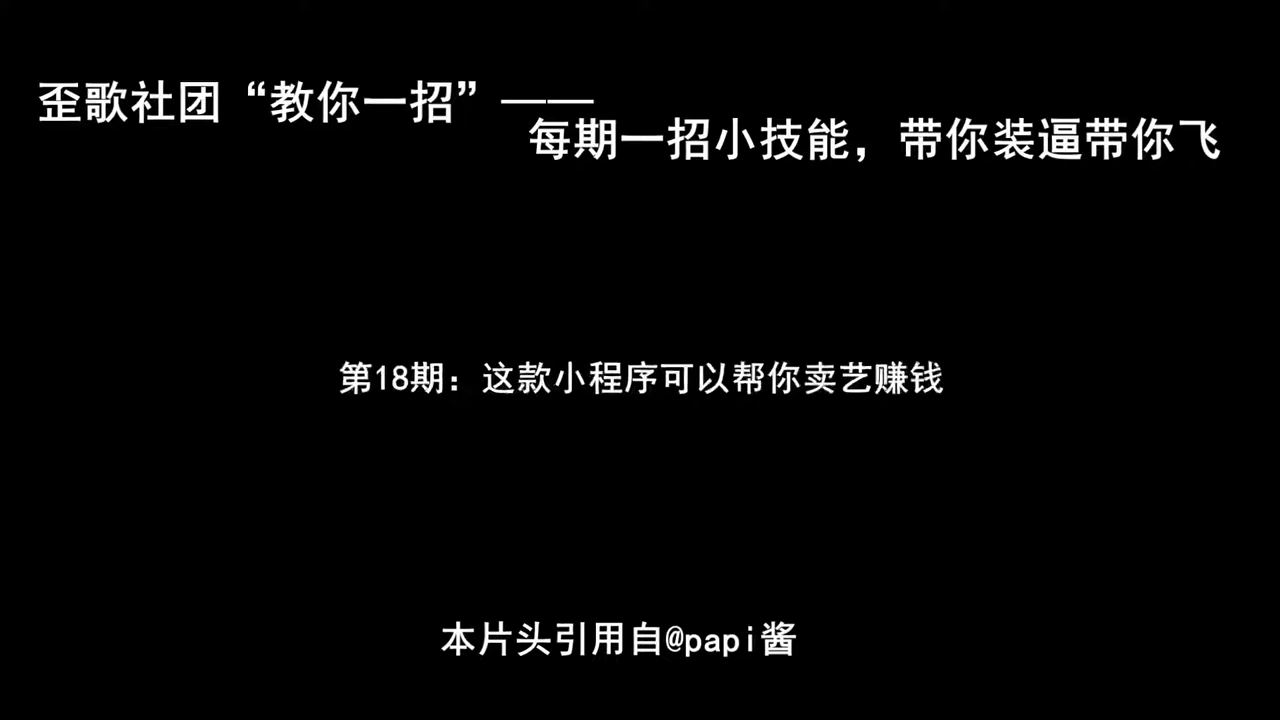 歪歌社团“教你一招”——
每期一招小技能，带你装逼带你飞
第18期：这款小程序可以帮你卖艺赚钱
本片头引用自@papi酱